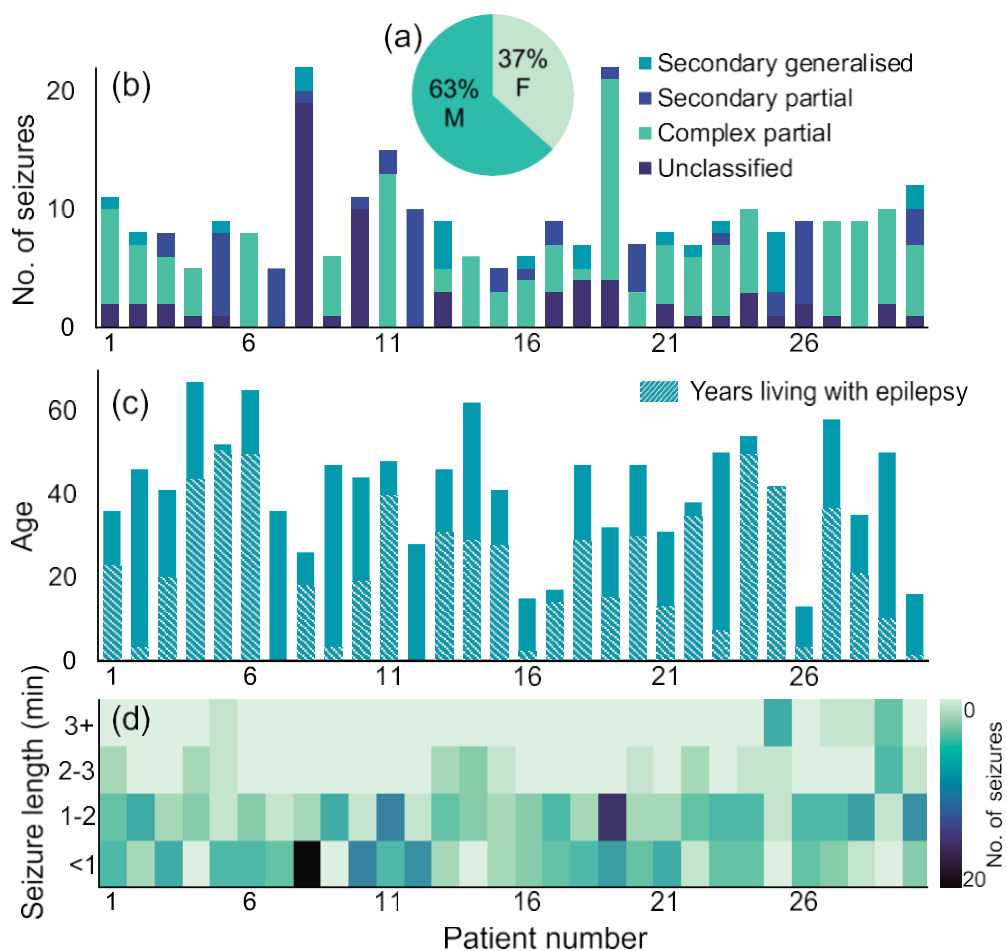 (a)
37%
F
63%
M
Secondary generalised
Secondary partial
Complex partial
Unclassified
(b)
No. of seizures
20
10
0
1 6 11 16 21 26
(c)
Years living with epilepsy
Age
60
40
20
0
1 6 11 16 21 26
(d)
Seizure length (min)
3+
2-3
1-2
<1
1 6 11 16 21 26
Patient number
0
20
No. of seizures